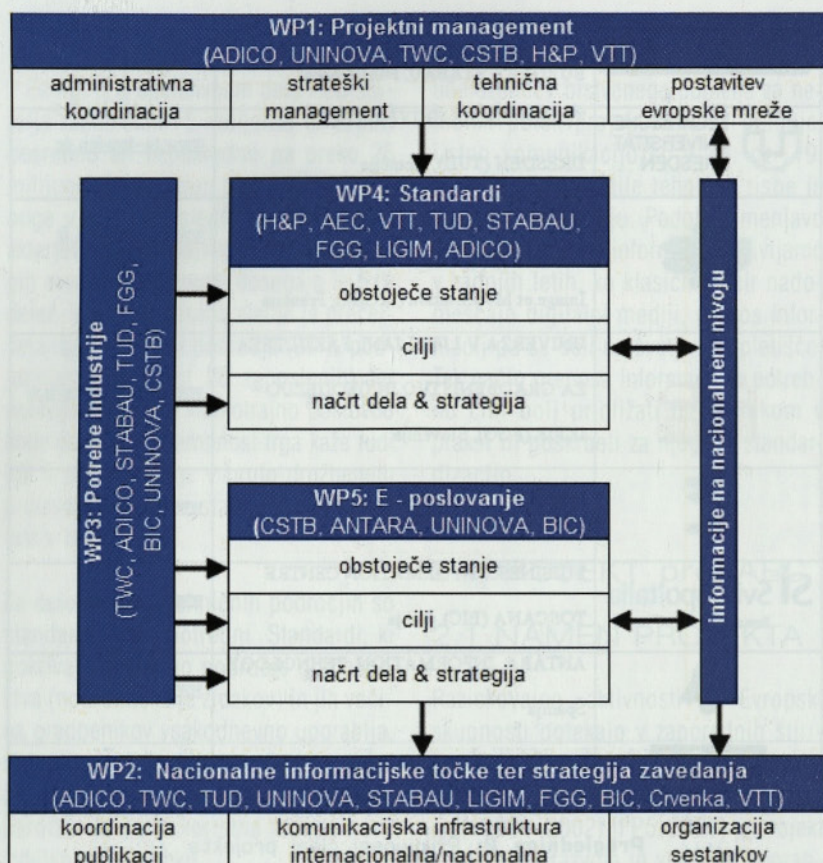 WP1: Projektni management
(ADICO, UNINOVA, TWC, CSTB, H&P, VTT)
administrativna koordinacija
strateški management
tehnična koordinacija
postavitev evropske mreže
WP3: Potrebe industrije
(TWC, ADICO, STABAU, TUD, FGG,
BIC, UNINOVA, CSTB)
WP4: Standardi
(H&P, AEC, VTT, TUD, STABAU,
FGG, LIGIM, ADICO)
obstoječe stanje
cilji
načrt dela & strategija
WP5: E - poslovanje
(CSTB, ANTARA, UNINOVA, BIC)
obstoječe stanje
cilji
načrt dela & strategija
informacije na nacionalnem nivoju
WP2: Nacionalne informacijske točke ter strategija zavedanja
(ADICO, TWC, TUD, UNINOVA, STABAU, LIGIM, FGG, BIC, Crvenka, VTT)
koordinacija publikacij
komunikacijska infrastruktura internacionalna/nacionalna
organizacija sestankov